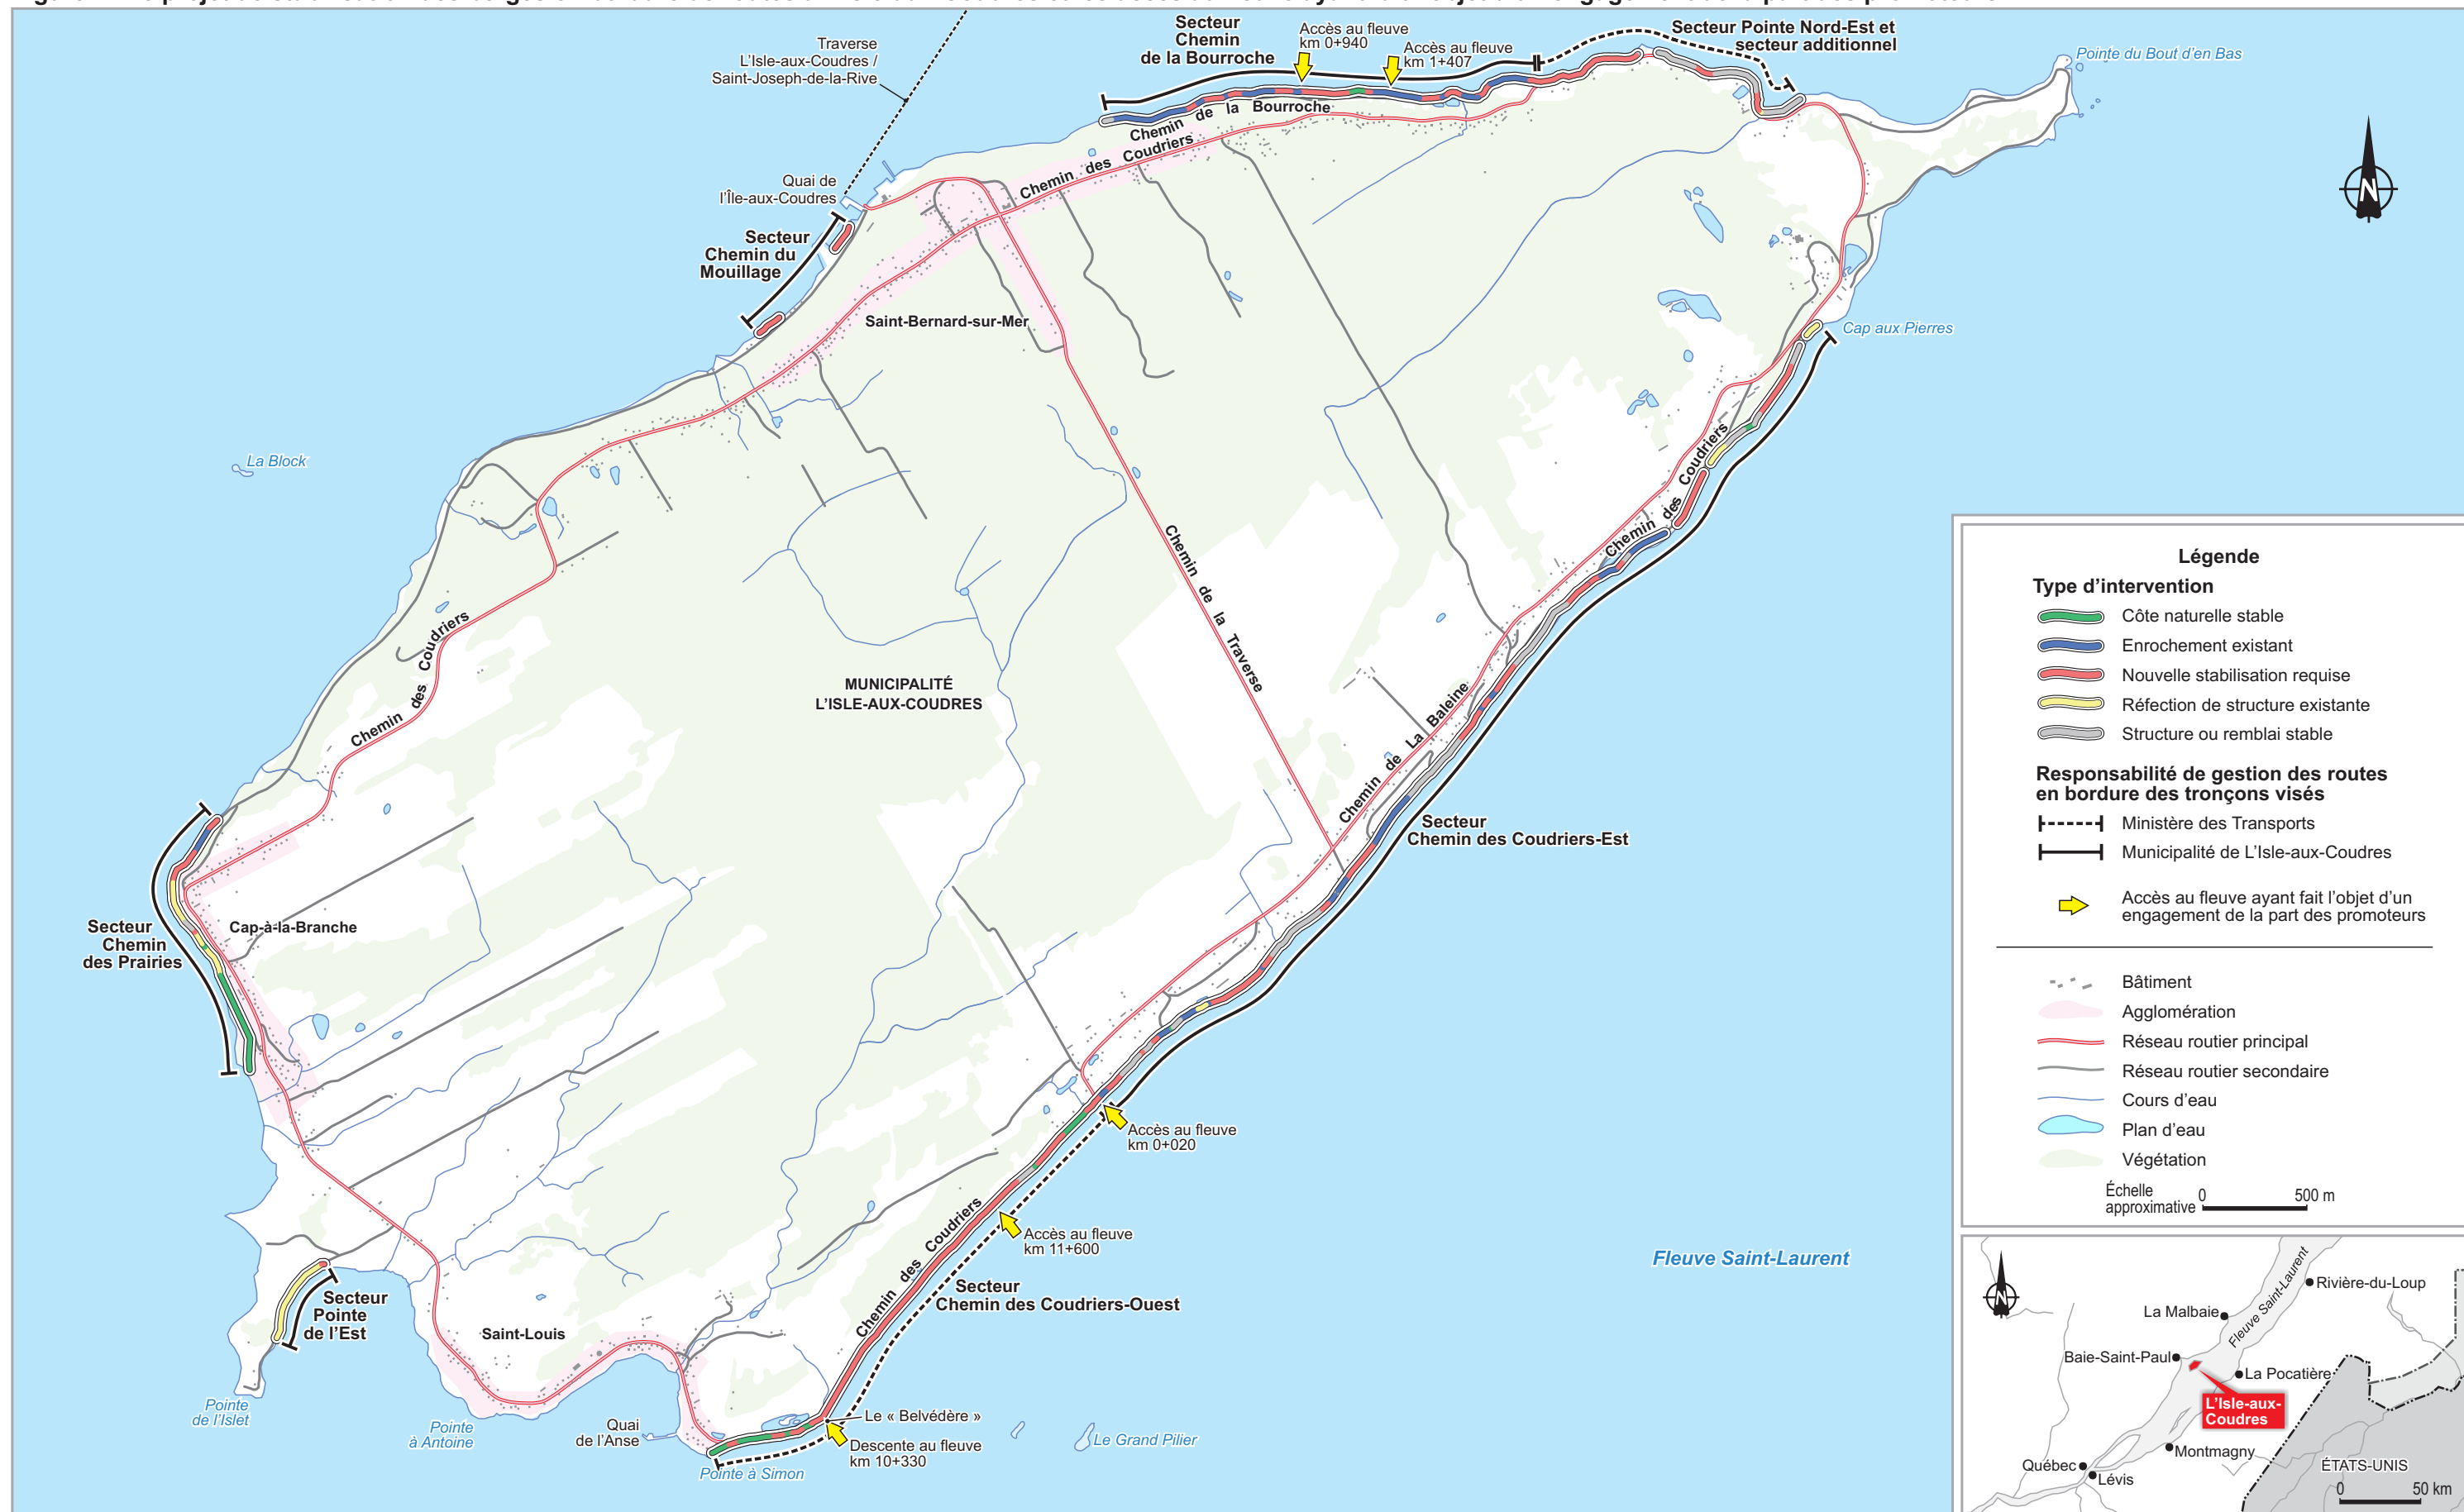 Traverse
L'Isle-aux-Coudres /
Saint-Joseph-de-la-Rive
Secteur
Chemin
de la Bourroche
Accès au fleuve
km 0+940
Accès au fleuve
km 1+407
Secteur Pointe Nord-Est et
secteur additionnel
Pointe du Bout d'en Bas
N
Chemin de la Bourroche
Chemin des Coudriers
Quai de
l'Île-aux-Coudres
Secteur
Chemin du
Mouillage
Saint-Bernard-sur-Mer
Cap aux Pierres
La Block
Chemin des Coudriers
Chemin de la Traverse
Chemin des Coudriers
MUNICIPALITÉ
L'ISLE-AUX-COUDRES
Chemin de La Baleine
Secteur
Chemin des Coudriers-Est
Secteur
Chemin
des Prairies
Cap-à-la-Branche
Accès au fleuve
km 0+020
Accès au fleuve
km 11+600
Chemin des Coudriers
Secteur
Chemin des Coudriers-Ouest
Fleuve Saint-Laurent
Secteur
Pointe
de l'Est
Saint-Louis
Pointe
de l'Islet
Pointe
à Antoine
Quai
de l'Anse
Le « Belvédère »
Descente au fleuve
km 10+330
Pointe à Simon
Le Grand Pilier
Légende
Type d'intervention
Côte naturelle stable
Enrochement existant
Nouvelle stabilisation requise
Réfection de structure existante
Structure ou remblai stable
Responsabilité de gestion des routes
en bordure des tronçons visés
Ministère des Transports
Municipalité de L'Isle-aux-Coudres
Accès au fleuve ayant fait l'objet d'un
engagement de la part des promoteurs
Bâtiment
Agglomération
Réseau routier principal
Réseau routier secondaire
Cours d'eau
Plan d'eau
Végétation
Échelle
approximative
0 500 m
N
Fleuve Saint-Laurent
Rivière-du-Loup
La Malbaie
Baie-Saint-Paul
La Pocatière
L'Isle-aux-
Coudres
Montmagny
Québec
Lévis
ÉTATS-UNIS
0 50 km